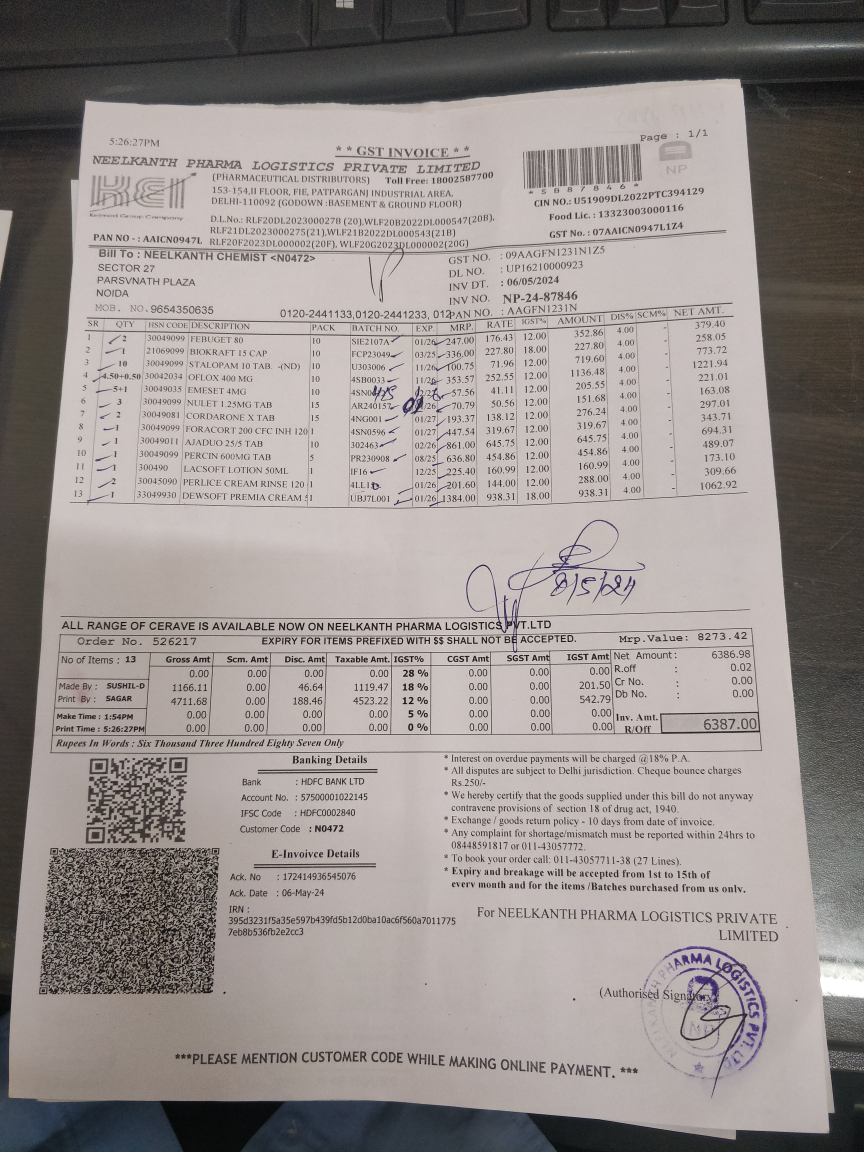 5:26:27PM
* * GST INVOICE * *
Page : 1/1
NEELKANTH PHARMA LOGISTICS PRIVATE LIMITED
(PHARMACEUTICAL DISTRIBUTORS) Toll Free: 18002587700
153-154,II FLOOR, FIE, PATPARGANJ INDUSTRIAL AREA,
DELHI-110092 (GODOWN :BASEMENT & GROUND FLOOR)
KEI
D.L.No.: RLF20DL2023000278 (20),WLF20B2022DL000547(20B),
RLF21DL2023000275(21),WLF21B2022DL000543(21B)
RLF20F2023DL000002(20F), WLF20G2023DL000002(20G)
PAN NO - : AAICN0947L
*5B87846*
NP
CIN NO.: U51909DL2022PTC394129
Food Lic. : 13323003000116
GST No. : 07AAICN0947L1Z4
Bill To : NEELKANTH CHEMIST <N0472>
SECTOR 27
PARSVNATH PLAZA
NOIDA
MOB. NO.9654350635
0120-2441133,0120-2441233, 012
GST NO. : 09AAGFN1231N1Z5
DL NO. : UP16210000923
INV DT. : 06/05/2024
INV NO. NP-24-87846
PAN NO. : AAGFN1231N
SR QTY HSN CODE DESCRIPTION PACK BATCH NO. EXP. MRP. RATE IGST% AMOUNT DIS% SCM% NET AMT.
1 2 30049099 FEBUGET 80 10 SIE2107A 01/26 247.00 176.43 12.00 352.86 4.00 - 379.40
2 1 21069099 BIOKRAFT 15 CAP 10 FCP23049 03/25 336.00 227.80 18.00 227.80 4.00 - 258.05
3 10 30049099 STALOPAM 10 TAB. -(ND) 10 U303006 11/26 100.75 71.96 12.00 719.60 4.00 - 773.72
4 4.50+0.50 30042034 OFLOX 400 MG 10 4SB0033 11/26 353.57 252.55 12.00 1136.48 4.00 - 1221.94
5 5+1 30049035 EMESET 4MG 10 57.56 41.11 12.00 205.55 4.00 - 221.01
6 3 30049099 NULET 1.25MG TAB 15 AR240157 70.79 50.56 12.00 151.68 4.00 - 163.08
7 2 30049081 CORDARONE X TAB 15 4NG001 01/27 193.37 138.12 12.00 276.24 4.00 - 297.01
8 1 30049099 FORACORT 200 CFC INH 120 1 4SN0596 01/27 447.54 319.67 12.00 319.67 4.00 - 343.71
9 1 30049011 AJADUO 25/5 TAB 10 302463 02/26 861.00 645.75 12.00 645.75 4.00 - 694.31
10 1 30049099 PERCIN 600MG TAB 5 PR230908 08/25 636.80 454.86 12.00 454.86 4.00 - 489.07
11 1 300490 LACSOFT LOTION 50ML 1 IF16 12/25 225.40 160.99 12.00 160.99 4.00 - 173.10
12 2 30045090 PERLICE CREAM RINSE 120 1 01/26 201.60 144.00 12.00 288.00 4.00 - 309.66
13 1 33049930 DEWSOFT PREMIA CREAM 1 UBJ7L001 01/26 1384.00 938.31 18.00 938.31 4.00 - 1062.92
8/5/24
ALL RANGE OF CERAVE IS AVAILABLE NOW ON NEELKANTH PHARMA LOGISTICS PVT.LTD
Order No. 526217 EXPIRY FOR ITEMS PREFIXED WITH $$ SHALL NOT BE ACCEPTED. Mrp.Value: 8273.42
No of Items : 13 Gross Amt Scm. Amt Disc. Amt Taxable Amt. IGST% CGST Amt SGST Amt IGST Amt
0.00 0.00 0.00 0.00 28 % 0.00 0.00 0.00
Made By : SUSHIL-D 1166.11 0.00 46.64 1119.47 18 % 0.00 0.00 201.50
Print By : SAGAR 4711.68 0.00 188.46 4523.22 12 % 0.00 0.00 542.79
Make Time : 1:54PM 0.00 0.00 0.00 0.00 5 % 0.00 0.00 0.00
Print Time : 5:26:27PM 0.00 0.00 0.00 0.00 0 % 0.00 0.00 0.00
Net Amount: 6386.98
R.off : 0.02
Cr No. : 0.00
Db No. : 0.00
Inv. Amt. R/Off 6387.00
Rupees In Words : Six Thousand Three Hundred Eighty Seven Only
Banking Details
Bank : HDFC BANK LTD
Account No. : 57500001022145
IFSC Code : HDFC0002840
Customer Code : N0472
E-Invoivce Details
Ack. No : 172414936545076
Ack. Date : 06-May-24
IRN :
395d3231f5a35e597b439fd5b12d0ba10ac6f560a7011775
7eb8b536fb2e2cc3
* Interest on overdue payments will be charged @18% P.A.
* All disputes are subject to Delhi jurisdiction. Cheque bounce charges
Rs.250/-
* We hereby certify that the goods supplied under this bill do not anyway
contravene provisions of section 18 of drug act, 1940.
* Exchange / goods return policy - 10 days from date of invoice.
* Any complaint for shortage/mismatch must be reported within 24hrs to
08448591817 or 011-43057772.
* To book your order call: 011-43057711-38 (27 Lines).
* Expiry and breakage will be accepted from 1st to 15th of
every month and for the items /Batches purchased from us only.
For NEELKANTH PHARMA LOGISTICS PRIVATE
LIMITED
(Authorised Signatory)
NEELKANTH PHARMA LOGISTICS PVT. LTD
***PLEASE MENTION CUSTOMER CODE WHILE MAKING ONLINE PAYMENT. ***